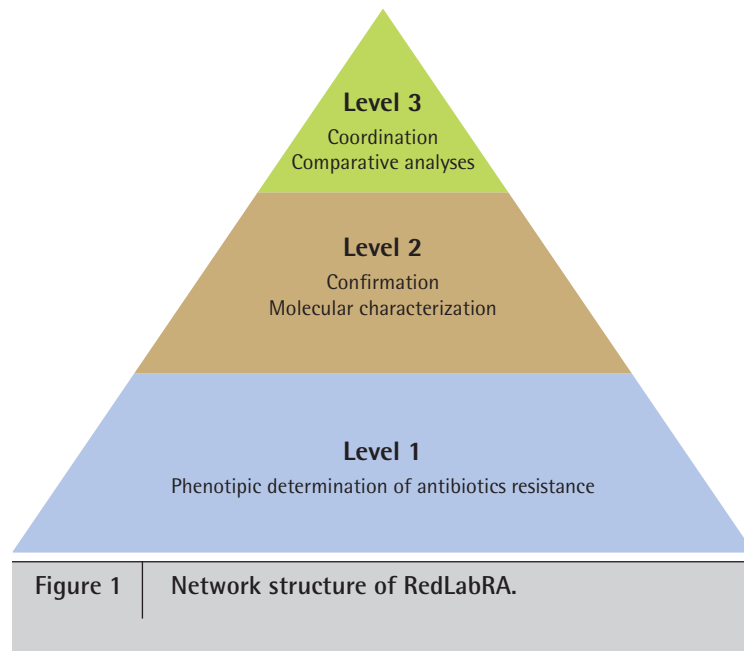 Level 3
Coordination
Comparative analyses
Level 2
Confirmation
Molecular characterization
Level 1
Phenotipic determination of antibiotics resistance
Figure 1 Network structure of RedLabRA.